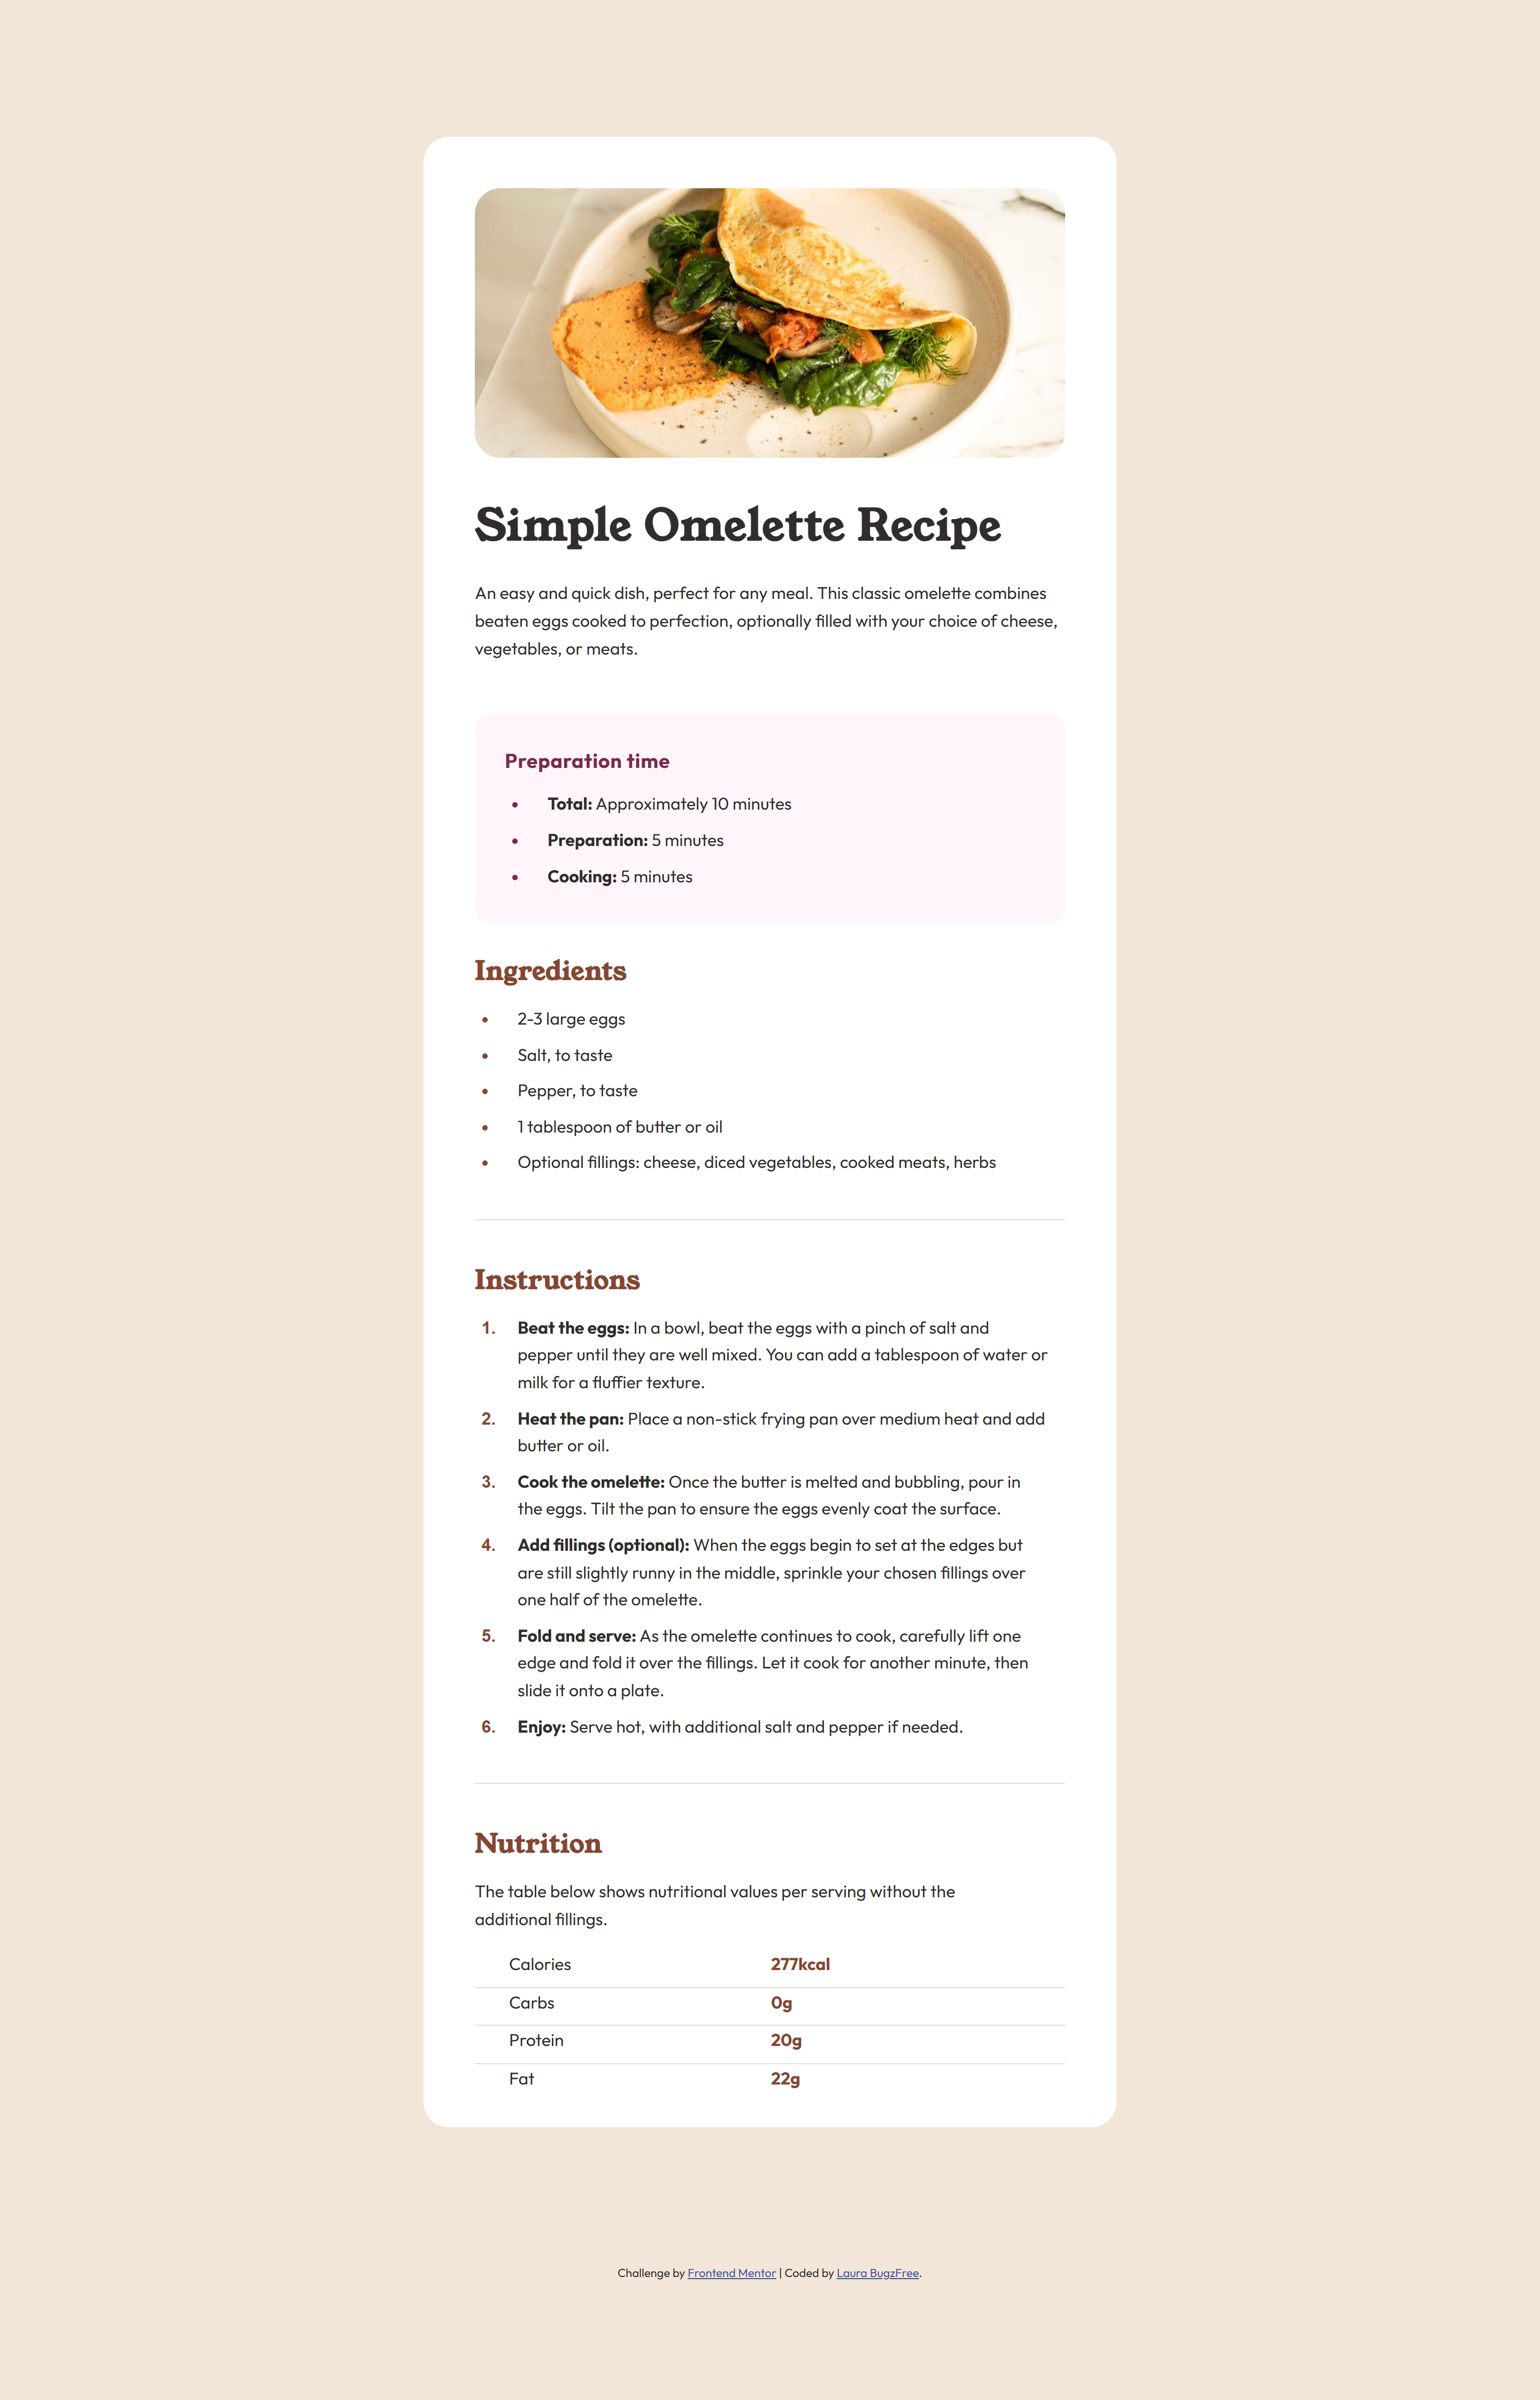 Simple Omelette Recipe
An easy and quick dish, perfect for any meal. This classic omelette combines
beaten eggs cooked to perfection, optionally filled with your choice of cheese,
vegetables, or meats.
Preparation time
• Total: Approximately 10 minutes
• Preparation: 5 minutes
• Cooking: 5 minutes
Ingredients
• 2-3 large eggs
• Salt, to taste
• Pepper, to taste
• 1 tablespoon of butter or oil
• Optional fillings: cheese, diced vegetables, cooked meats, herbs
Instructions
1. Beat the eggs: In a bowl, beat the eggs with a pinch of salt and
pepper until they are well mixed. You can add a tablespoon of water or
milk for a fluffier texture.
2. Heat the pan: Place a non-stick frying pan over medium heat and add
butter or oil.
3. Cook the omelette: Once the butter is melted and bubbling, pour in
the eggs. Tilt the pan to ensure the eggs evenly coat the surface.
4. Add fillings (optional): When the eggs begin to set at the edges but
are still slightly runny in the middle, sprinkle your chosen fillings over
one half of the omelette.
5. Fold and serve: As the omelette continues to cook, carefully lift one
edge and fold it over the fillings. Let it cook for another minute, then
slide it onto a plate.
6. Enjoy: Serve hot, with additional salt and pepper if needed.
Nutrition
The table below shows nutritional values per serving without the
additional fillings.
Calories 277kcal
Carbs 0g
Protein 20g
Fat 22g
Challenge by Frontend Mentor | Coded by Laura BugzFree.